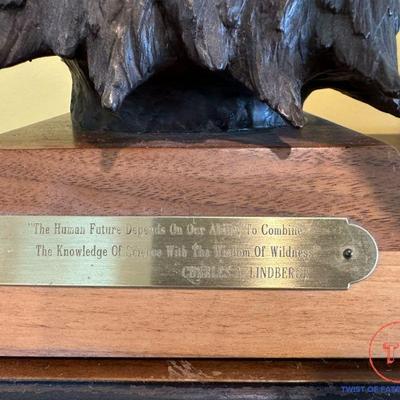 "The Human Future Depends On Our Ability To Combine
The Knowledge Of Science With The Wisdom Of Wildness"
CHARLES A. LINDBERGH
TWIST OF FATE